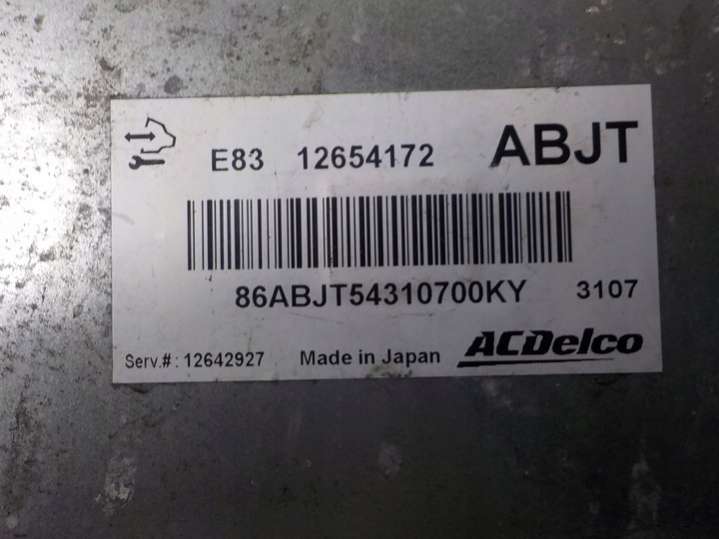 E83 12654172 ABJT
86ABJT54310700KY 3107
Serv.#: 12642927 Made in Japan ACDelco